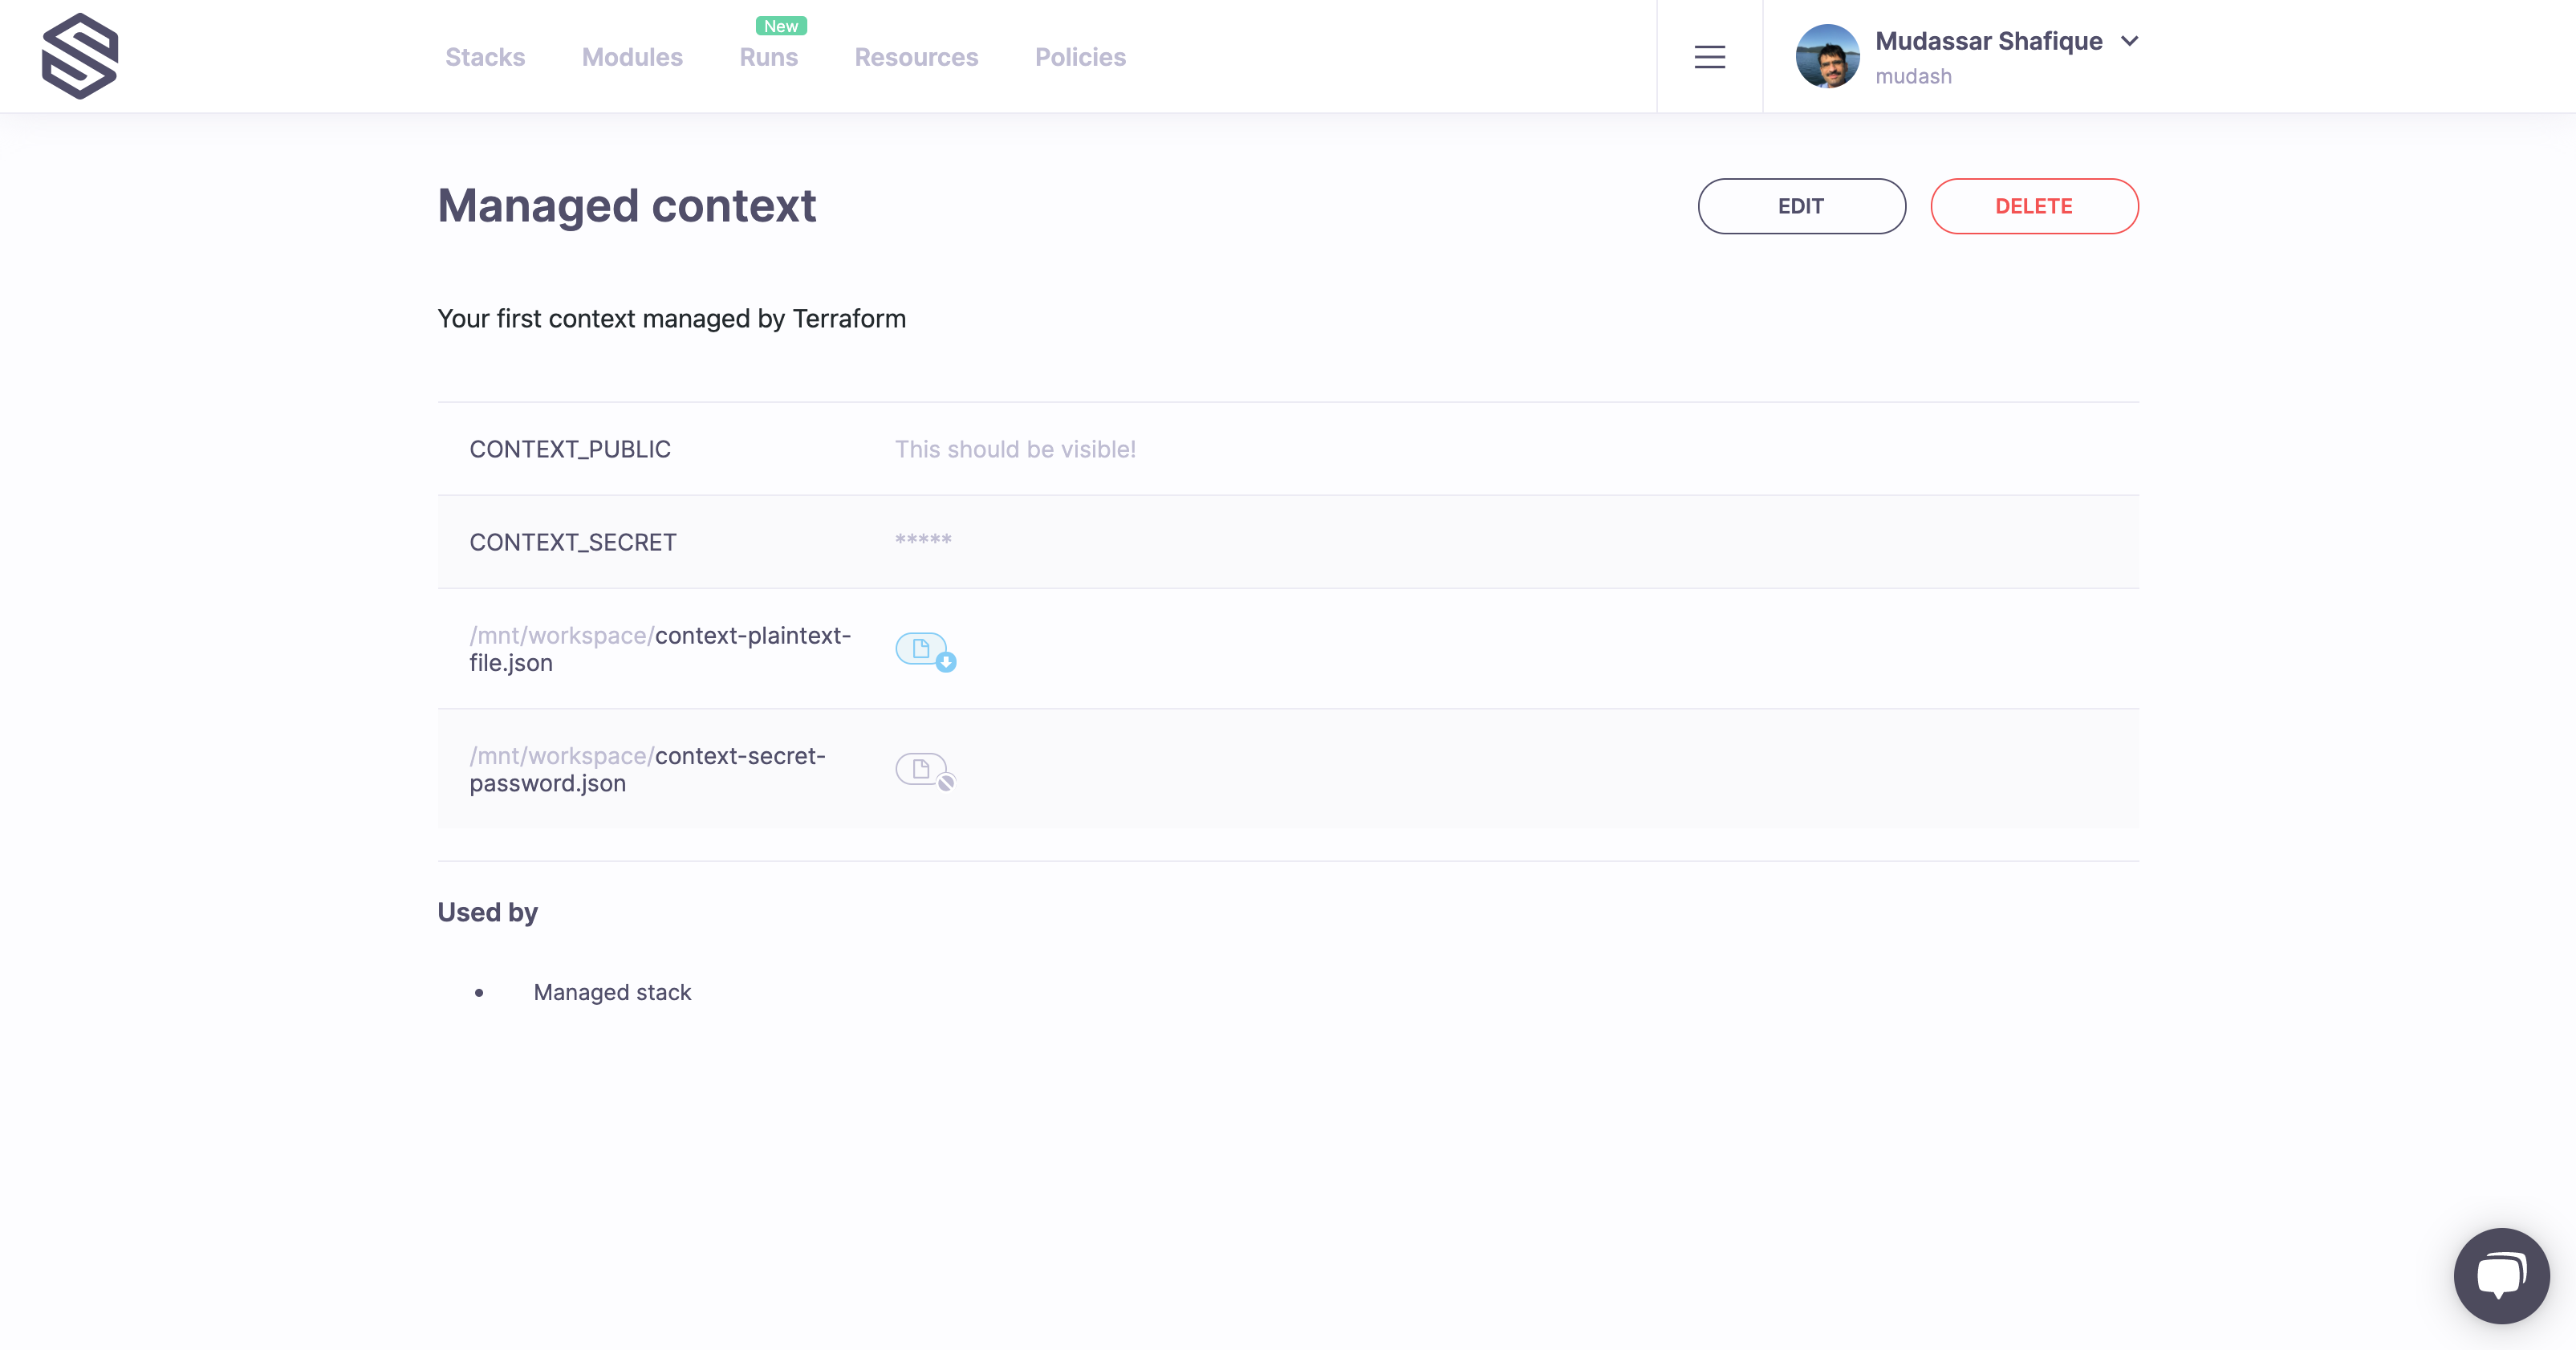 New
Stacks Modules Runs Resources Policies
Mudassar Shafique
mudash
Managed context
EDIT DELETE
Your first context managed by Terraform
CONTEXT_PUBLIC This should be visible!
CONTEXT_SECRET *****
/mnt/workspace/context-plaintext-
file.json
/mnt/workspace/context-secret-
password.json
Used by
• Managed stack